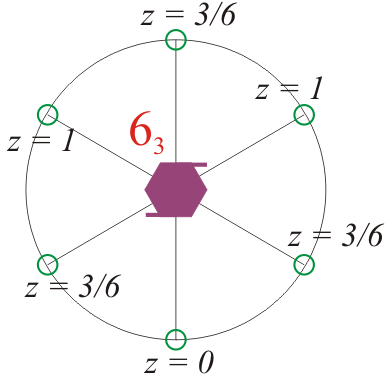 z = 3/6
z = 1
6₃
z = 1
z = 3/6
z = 3/6
z = 0